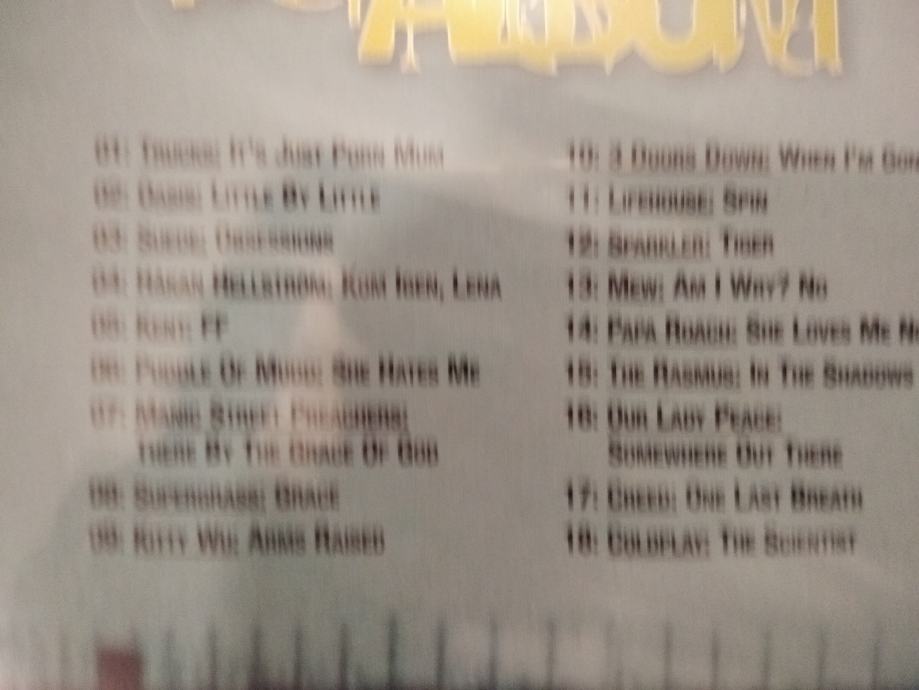 ALBUM
01: TRUCKS: IT'S JUST PORN MUM
02: OASIS: LITTLE BY LITTLE
03: SUEDE: OBSESSIONS
04: HÅKAN HELLSTRÖM: KOM IGEN, LENA
05: KENT: FF
06: PUDDLE OF MUDD: SHE HATES ME
07: MANIC STREET PREACHERS:
THERE BY THE GRACE OF GOD
08: SUPERGRASS: GRACE
09: KITTY WU: ARMS RAISED
10: 3 DOORS DOWN: WHEN I'M
11: LIFEHOUSE: SPIN
12: SPARKLER: TIGER
13: MEW: AM I WRY? NO
14: PAPA ROACH: SHE LOVES ME
15: THE RASMUS: IN THE SHADOWS
16: OUR LADY PEACE:
SOMEWHERE OUT THERE
17: CREED: ONE LAST BREATH
18: COLDPLAY: THE SCIENTIST